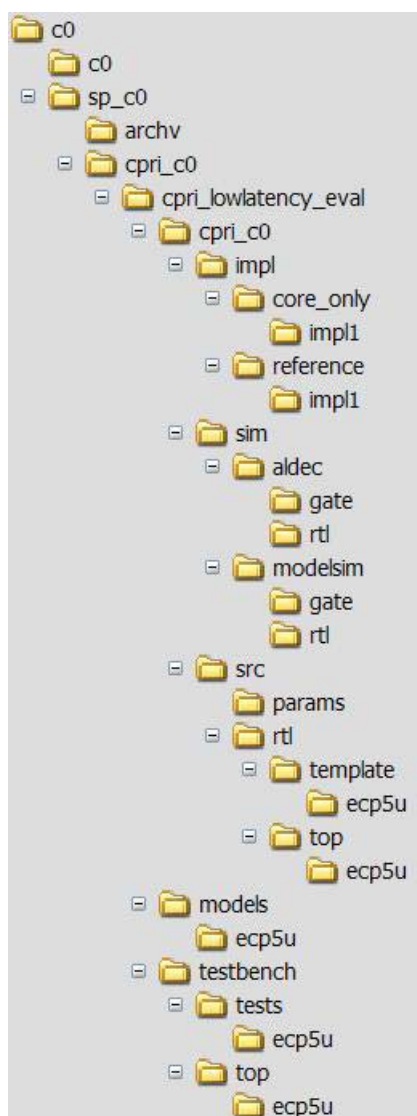 c0
c0
sp_c0
archv
cpri_c0
cpri_lowlatency_eval
cpri_c0
impl
core_only
impl1
reference
impl1
sim
aldec
gate
rtl
modelsim
gate
rtl
src
params
rtl
template
ecp5u
top
ecp5u
models
ecp5u
testbench
tests
ecp5u
top
ecp5u